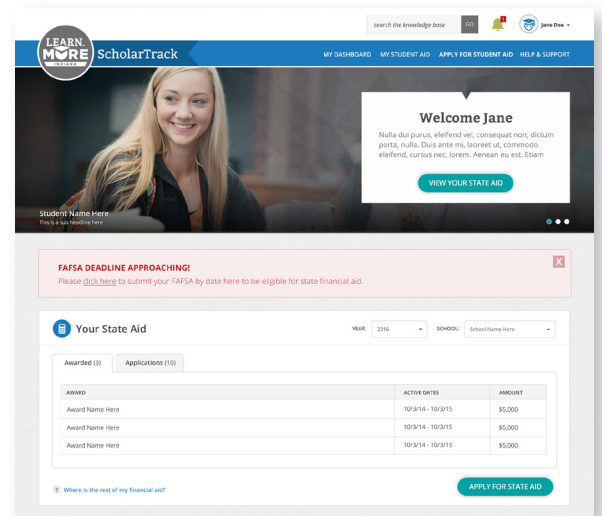 search the knowledge base
GO
Jane Doe
LEARN.
MORE
INDIANA
ScholarTrack
MY DASHBOARD
MY STUDENT AID
APPLY FOR STUDENT AID
HELP & SUPPORT
Welcome Jane
Nulla dui purus, eleifend vel, consequat non, dictum
porta, nulla. Duis ante mi, laoreet ut, commodo
eleifend, cursus nec, lorem. Aenean eu est. Etiam
VIEW YOUR STATE AID
Student Name Here
This is a sub headline here
FAFSA DEADLINE APPROACHING!
X
Please click here to submit your FAFSA by date here to be eligible for state financial aid.
Your State Aid
YEAR: 2016
SCHOOL: School Name Here
Awarded (3)
Applications (10)
AWARD ACTIVE DATES AMOUNT
Award Name Here 10/3/14 - 10/3/15 $5,000
Award Name Here 10/3/14 - 10/3/15 $5,000
Award Name Here 10/3/14 - 10/3/15 $5,000
? Where is the rest of my financial aid?
APPLY FOR STATE AID